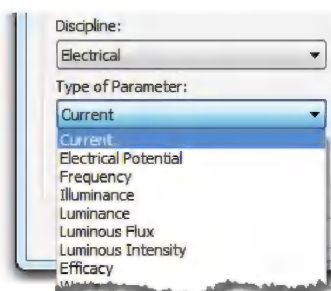 Discipline:
Electrical
Type of Parameter:
Current
Current
Electrical Potential
Frequency
Illuminance
Luminance
Luminous Flux
Luminous Intensity
Efficacy